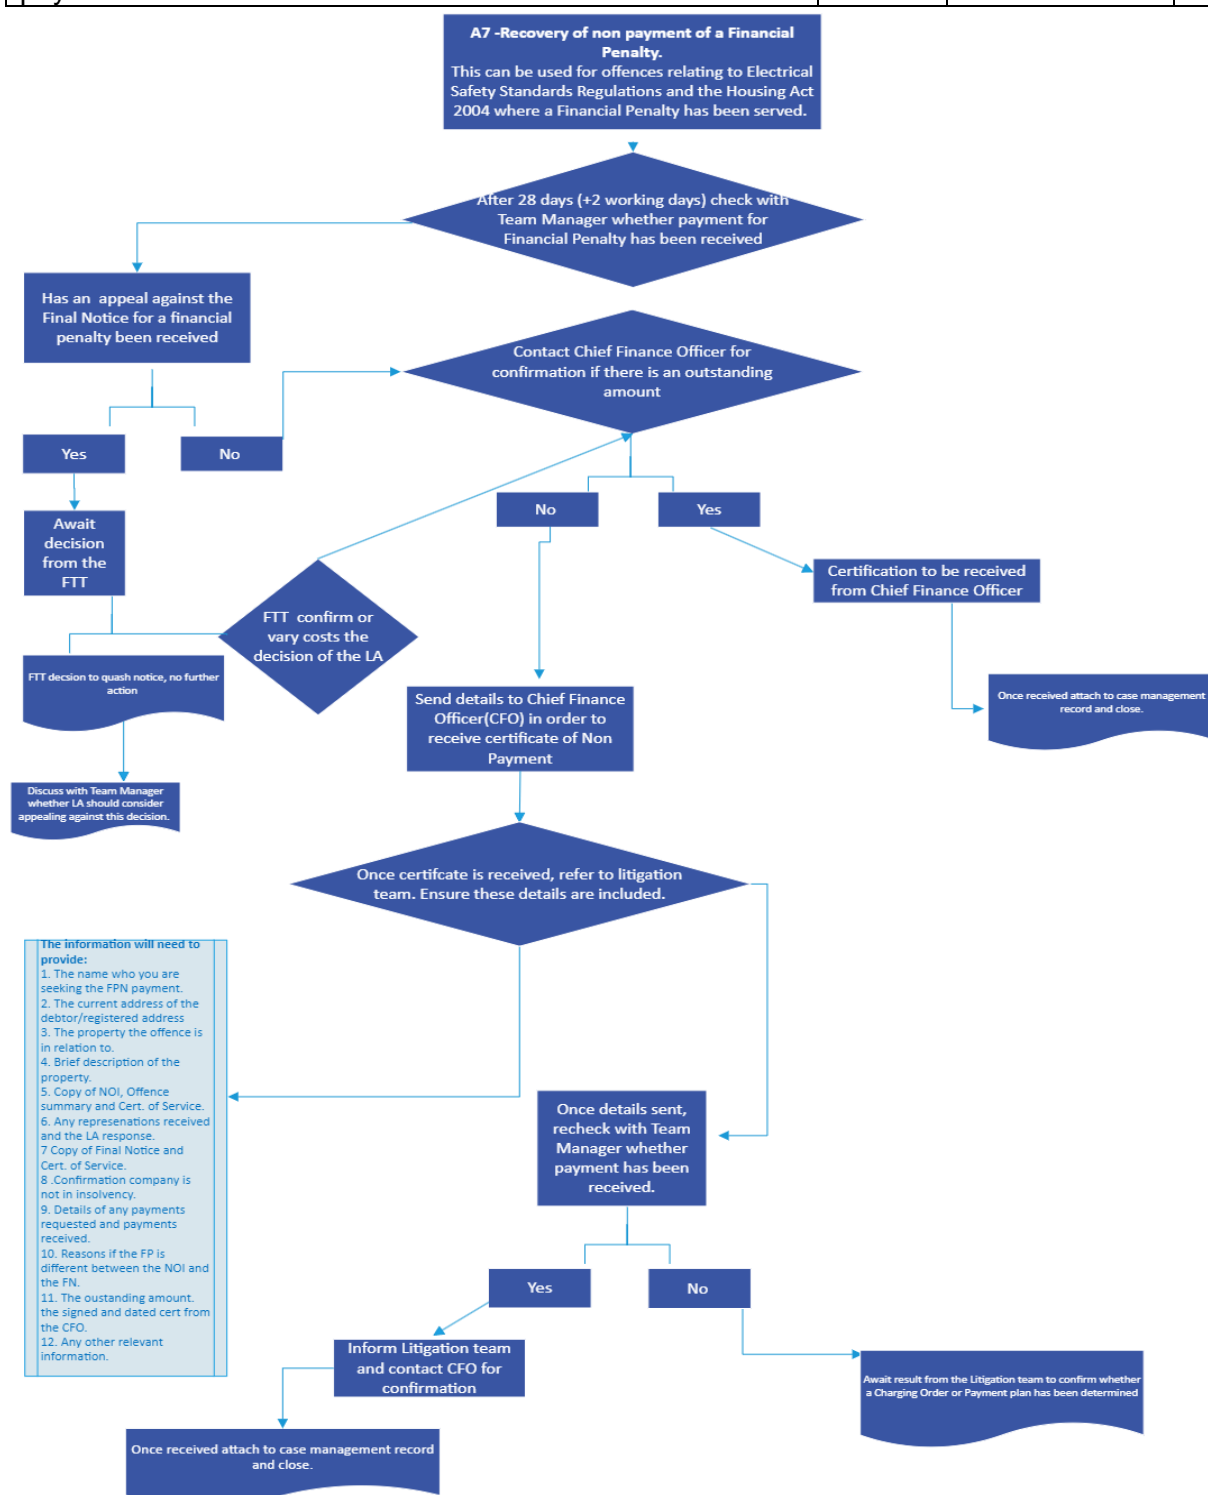 A7 -Recovery of non payment of a Financial
Penalty.
This can be used for offences relating to Electrical
Safety Standards Regulations and the Housing Act
2004 where a Financial Penalty has been served.
After 28 days (+2 working days) check with
Team Manager whether payment for
Financial Penalty has been received
Has an appeal against the
Final Notice for a financial
penalty been received
Contact Chief Finance Officer for
confirmation if there is an outstanding
amount
Yes
No
No
Yes
Await
decision
from the
FTT
Certification to be received
from Chief Finance Officer
FTT confirm or
vary costs the
decision of the LA
FTT decsion to quash notice, no further
action
Send details to Chief Finance
Officer(CFO) in order to
receive certificate of Non
Payment
Once received attach to case management
record and close.
Discuss with Team Manager
whether LA should consider
appealing against this decision.
Once certifcate is received, refer to litigation
team. Ensure these details are included.
The information will need to
provide:
1. The name who you are
seeking the FPN payment.
2. The current address of the
debtor/registered address
3. The property the offence is
in relation to.
4. Brief description of the
property.
5. Copy of NOI, Offence
summary and Cert. of Service.
6. Any represenations received
and the LA response.
7 Copy of Final Notice and
Cert. of Service.
8 .Confirmation company is
not in insolvency.
9. Details of any payments
requested and payments
received.
10. Reasons if the FP is
different between the NOI and
the FN.
11. The oustanding amount.
the signed and dated cert from
the CFO.
12. Any other relevant
information.
Once details sent,
recheck with Team
Manager whether
payment has been
received.
Yes
No
Inform Litigation team
and contact CFO for
confirmation
Await result from the Litigation team to confirm whether
a Charging Order or Payment plan has been determined
Once received attach to case management record
and close.